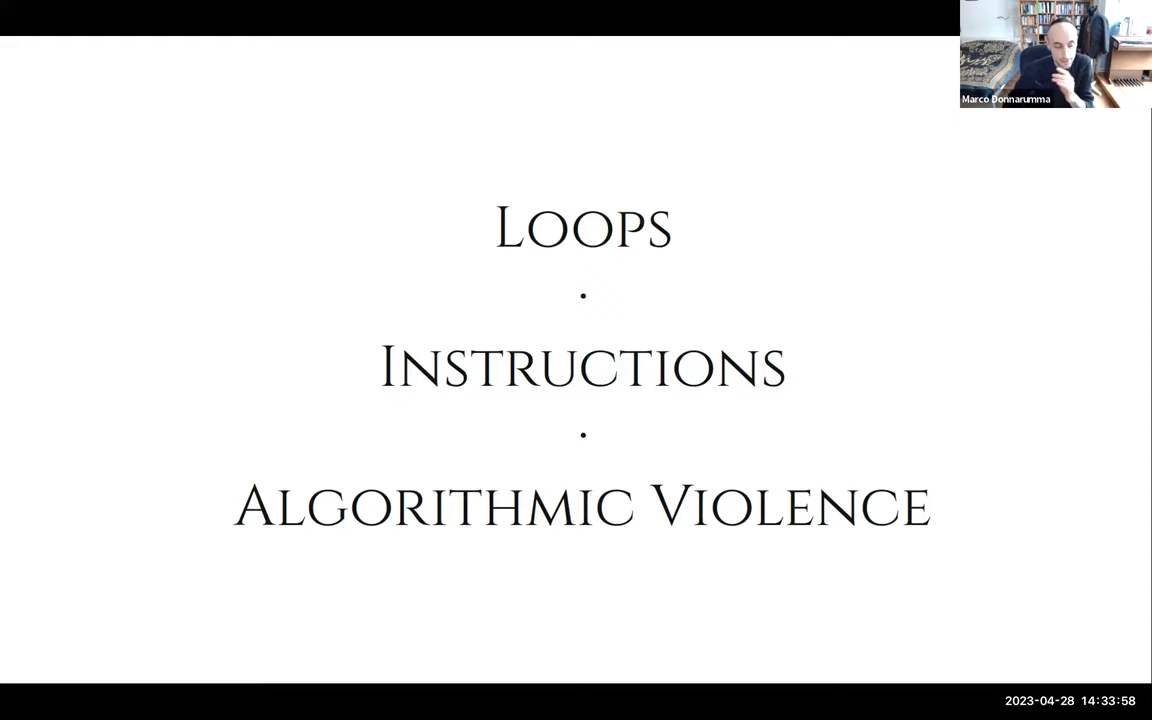 Marco Donnarumma
Loops
·
Instructions
·
Algorithmic Violence
2023-04-28 14:33:58